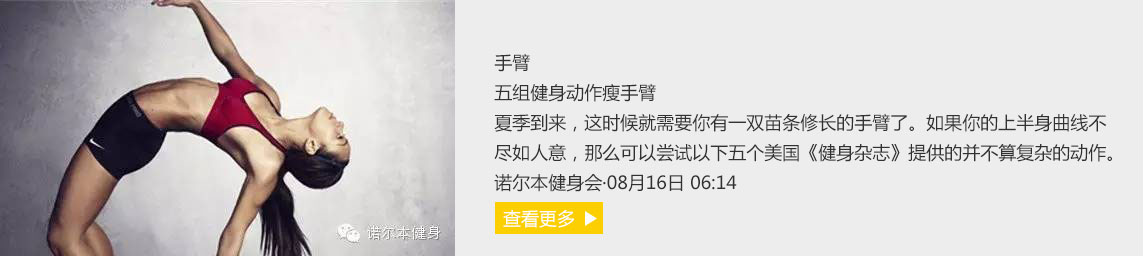 手臂
五组健身动作瘦手臂
夏季到来，这时候就需要你有一双苗条修长的手臂了。如果你的上半身曲线不
尽如人意，那么可以尝试以下五个美国《健身杂志》提供的并不算复杂的动作。
诺尔本健身会·08月16日 06:14
查看更多
诺尔本健身